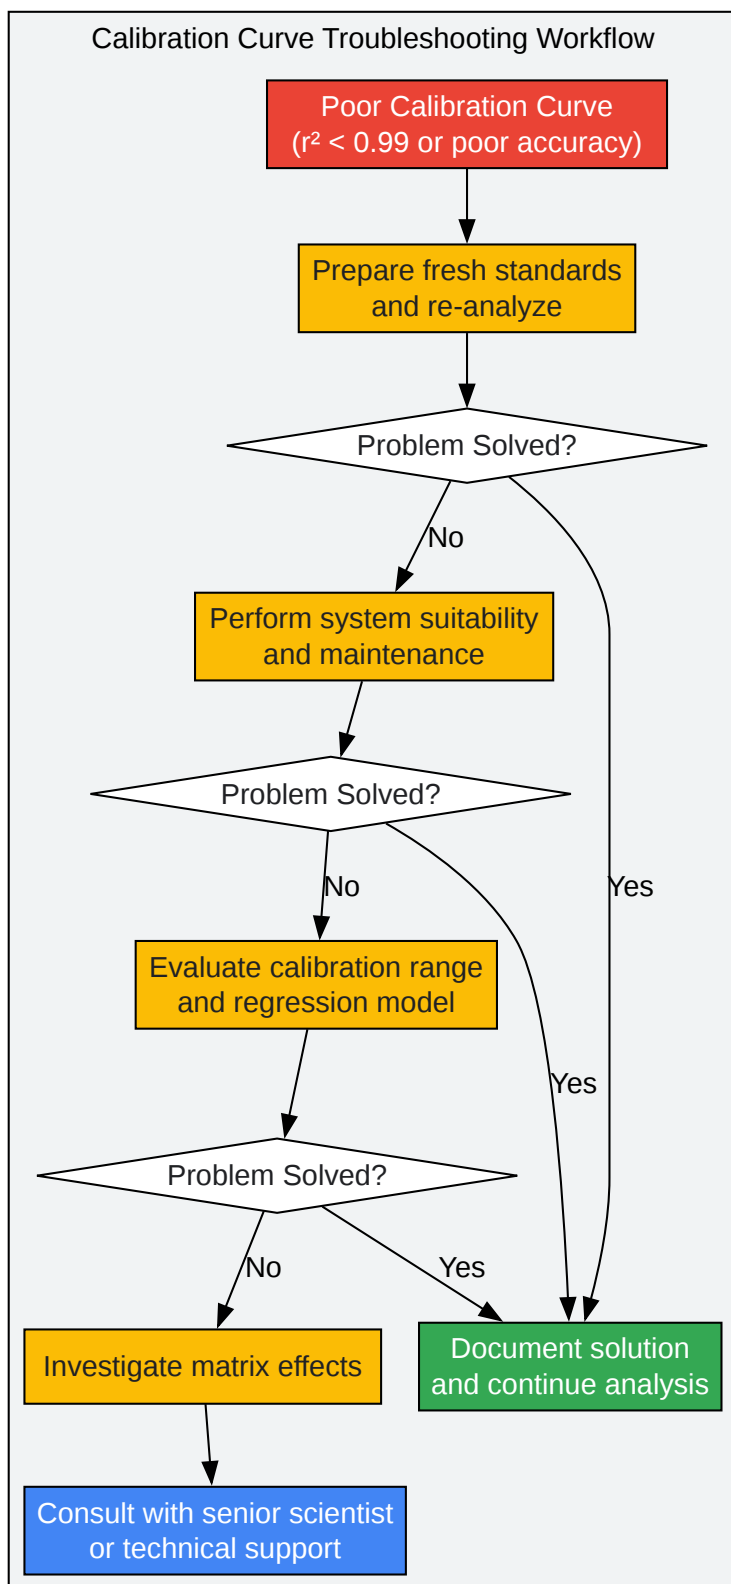 Calibration Curve Troubleshooting Workflow
Poor Calibration Curve
(r² < 0.99 or poor accuracy)
Prepare fresh standards
and re-analyze
Problem Solved?
No
Perform system suitability
and maintenance
Problem Solved?
No
Yes
Evaluate calibration range
and regression model
Yes
Problem Solved?
No
Yes
Investigate matrix effects
Document solution
and continue analysis
Consult with senior scientist
or technical support